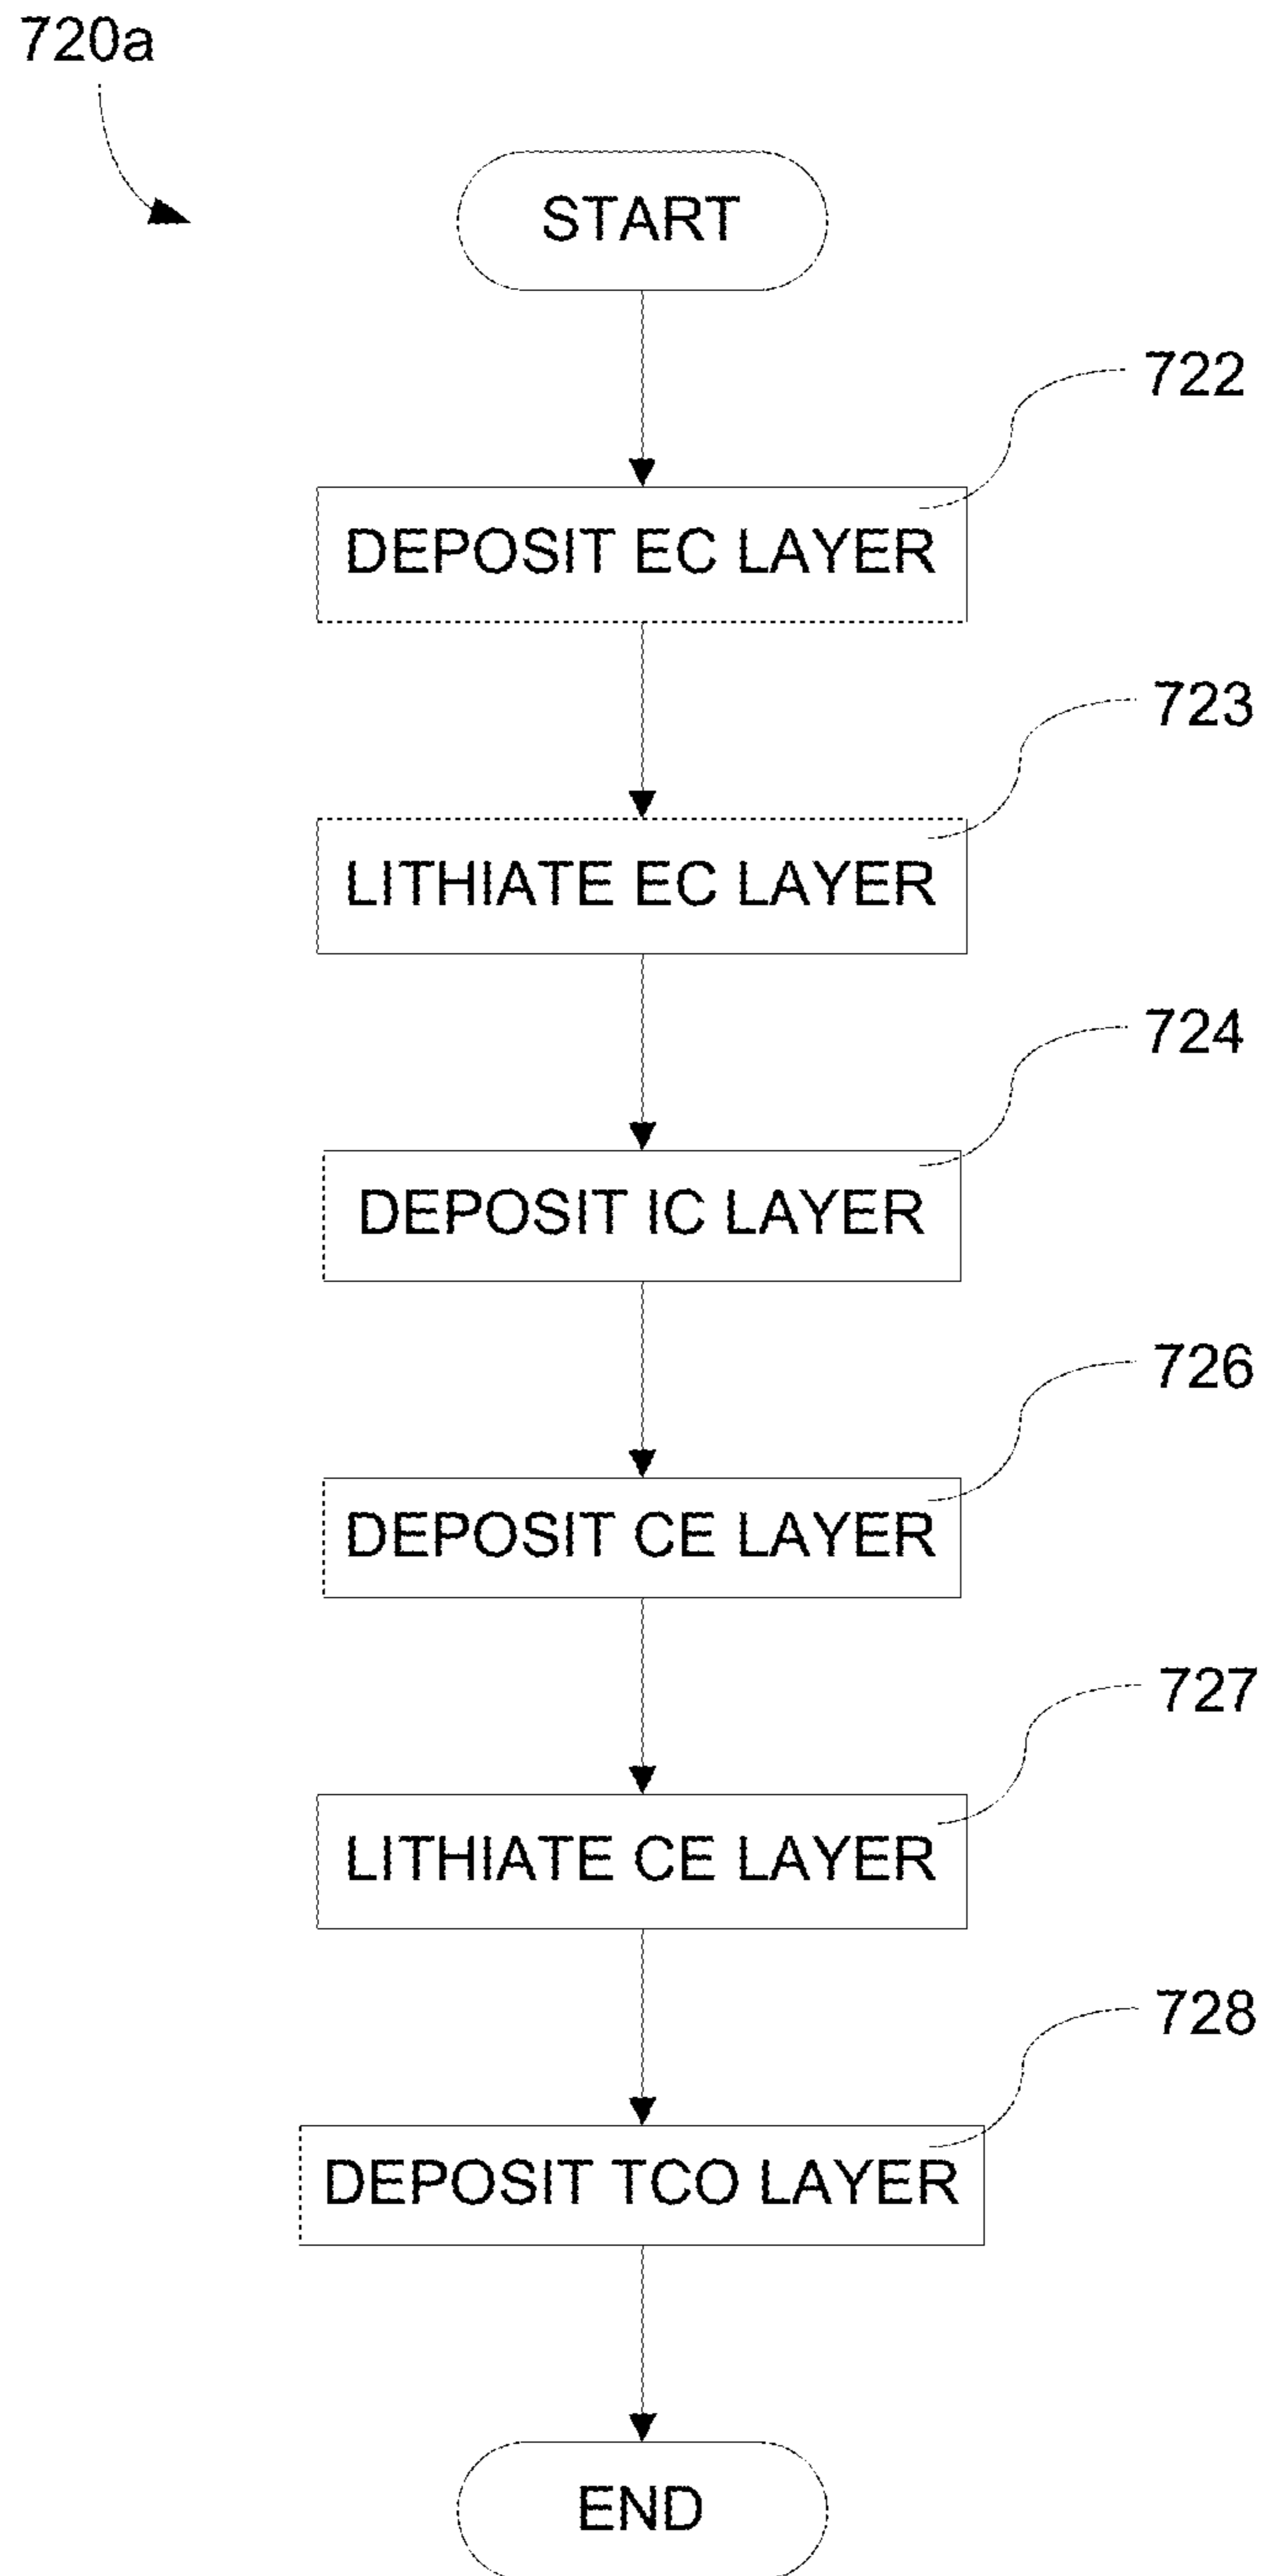 720a
START
722
DEPOSIT EC LAYER
723
LITHIATE EC LAYER
724
DEPOSIT IC LAYER
726
DEPOSIT CE LAYER
727
LITHIATE CE LAYER
728
DEPOSIT TCO LAYER
END